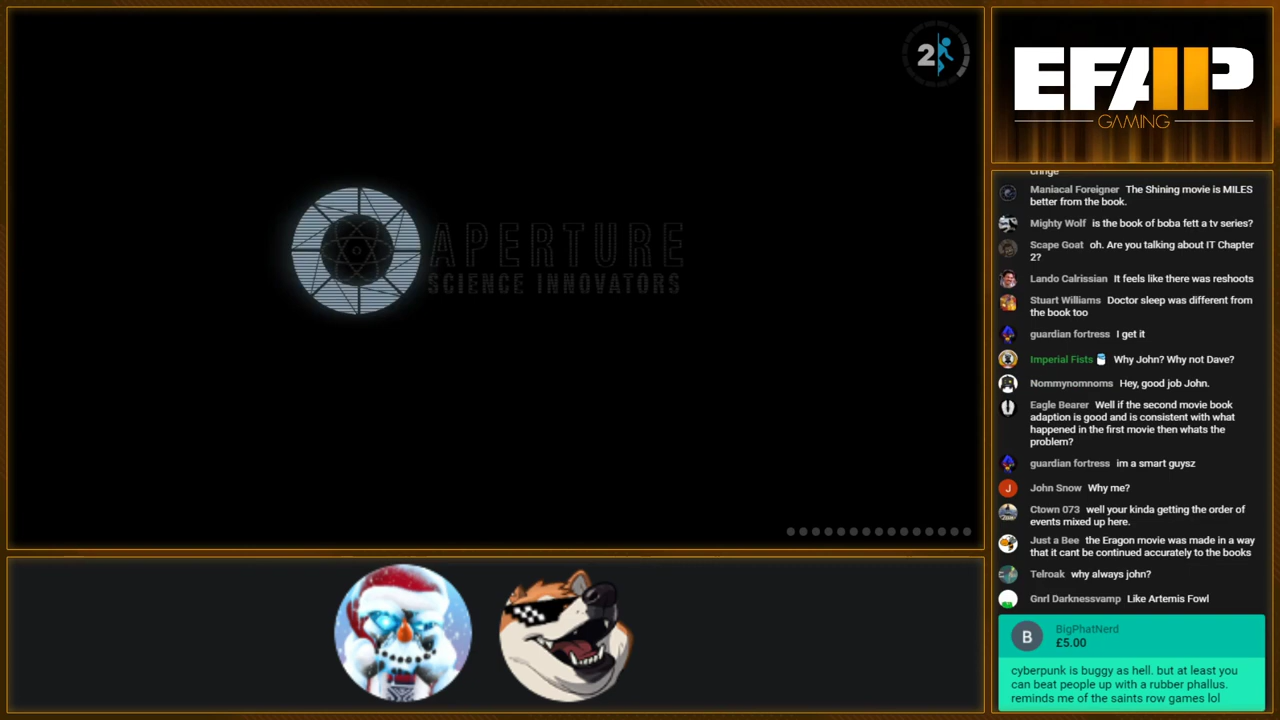 2
APERTURE
SCIENCE INNOVATORS
EFAP
GAMING
cringe
Maniacal Foreigner The Shining movie is MILES
better from the book.
Mighty Wolf is the book of boba fett a tv series?
Scape Goat oh. Are you talking about IT Chapter
2?
Lando Calrissian It feels like there was reshoots
Stuart Williams Doctor sleep was different from
the book too
guardian fortress I get it
Imperial Fists Why John? Why not Dave?
Nommynomnoms Hey, good job John.
Eagle Bearer Well if the second movie book
adaption is good and is consistent with what
happened in the first movie then whats the
problem?
guardian fortress im a smart guysz
J
John Snow Why me?
Ctown 073 well your kinda getting the order of
events mixed up here.
Just a Bee the Eragon movie was made in a way
that it cant be continued accurately to the books
Telroak why always john?
Gnrl Darknessvamp Like Artemis Fowl
B
BigPhatNerd
£5.00
cyberpunk is buggy as hell. but at least you
can beat people up with a rubber phallus.
reminds me of the saints row games lol